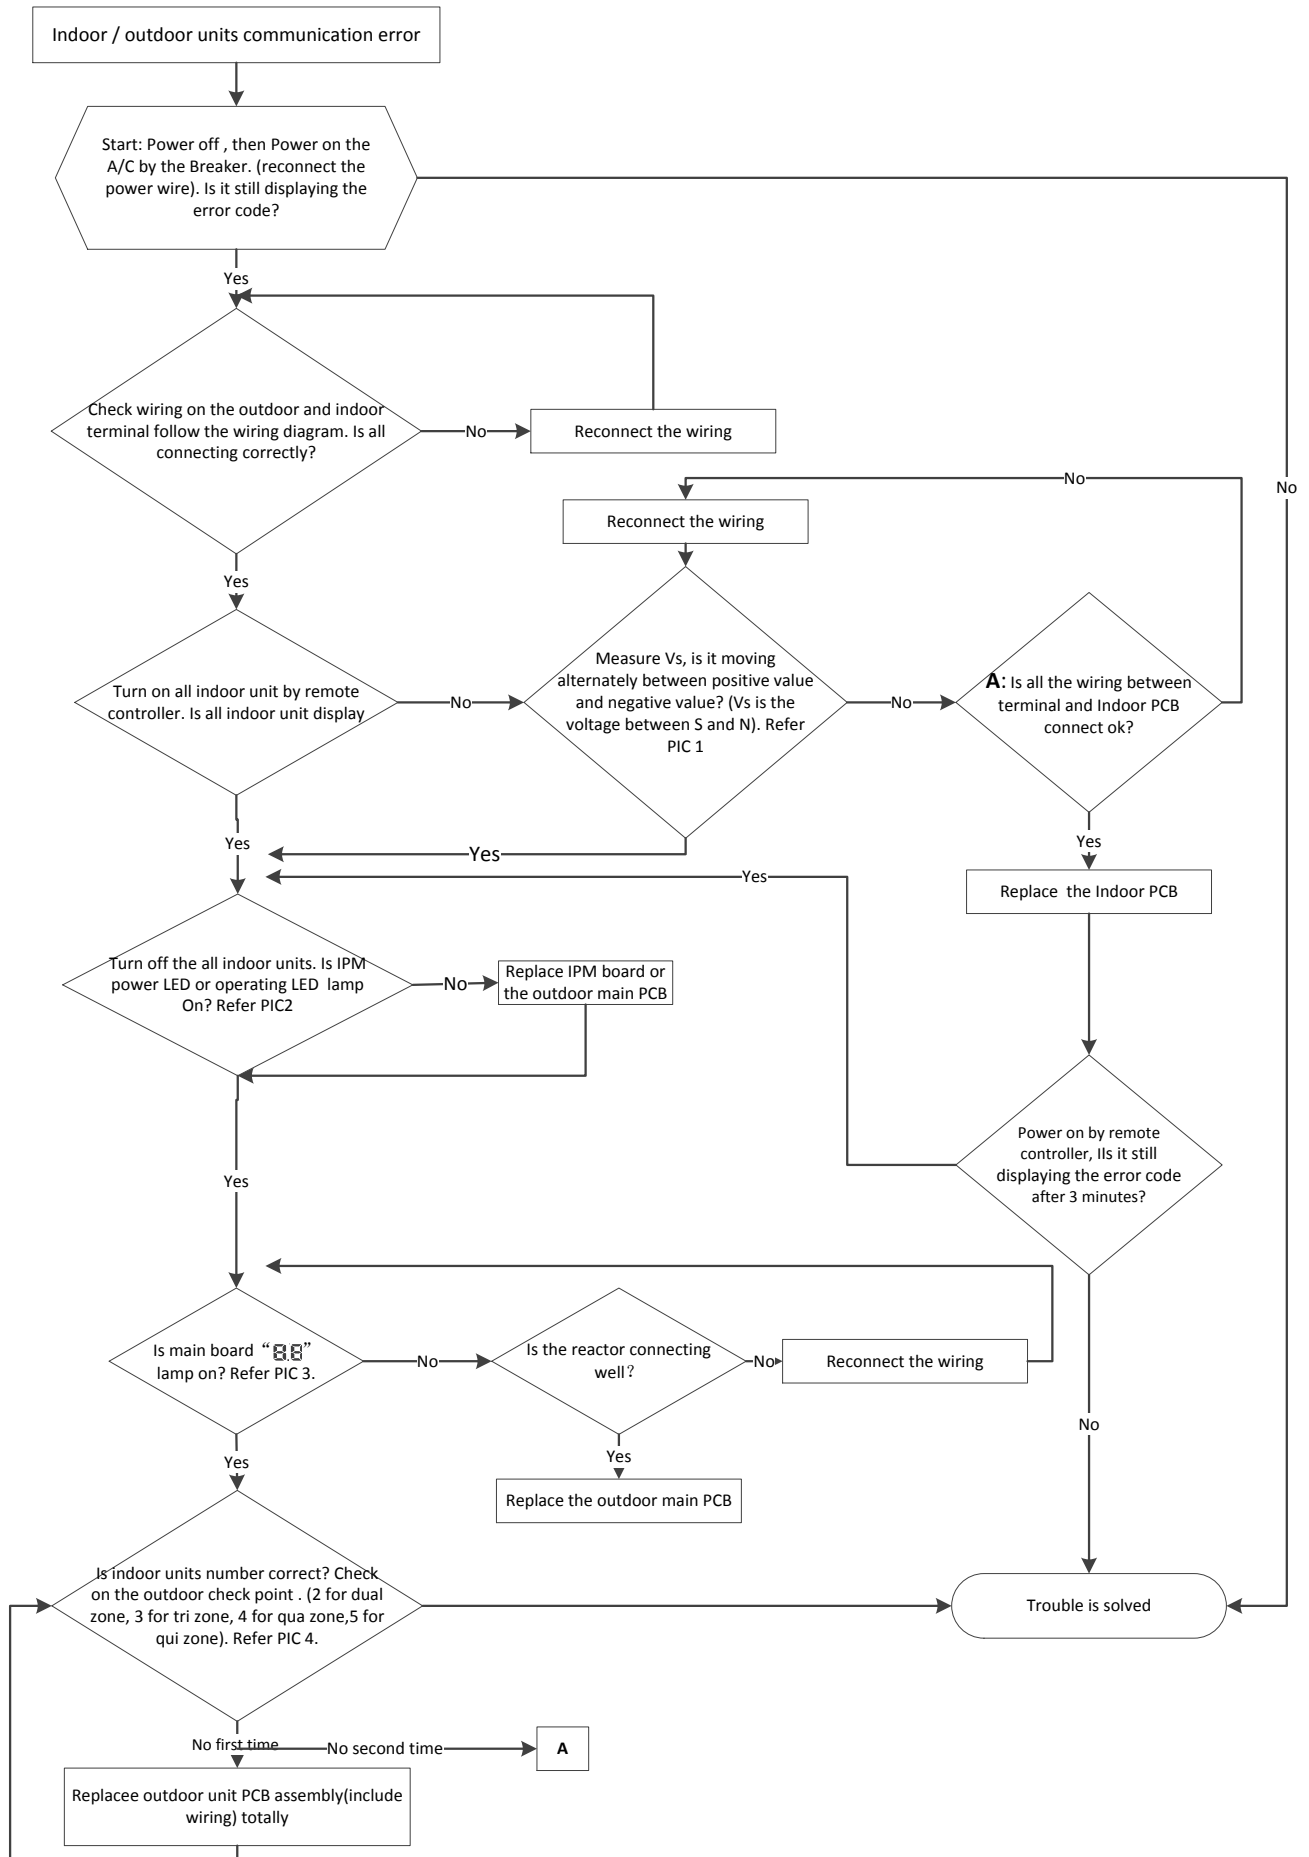 Indoor / outdoor units communication error
Start: Power off , then Power on the
A/C by the Breaker. (reconnect the
power wire). Is it still displaying the
error code?
Yes
Check wiring on the outdoor and indoor
terminal follow the wiring diagram. Is all
connecting correctly?
No
Reconnect the wiring
No
No
Reconnect the wiring
Yes
Turn on all indoor unit by remote
controller. Is all indoor unit display
No
Measure Vs, is it moving
alternately between positive value
and negative value? (Vs is the
voltage between S and N). Refer
PIC 1
No
A: Is all the wiring between
terminal and Indoor PCB
connect ok?
Yes
Yes
Yes
Yes
Replace  the Indoor PCB
Turn off the all indoor units. Is IPM
power LED or operating LED  lamp
On? Refer PIC2
No
Replace IPM board or
the outdoor main PCB
Power on by remote
controller, IIs it still
displaying the error code
after 3 minutes?
Yes
Is main board “8.8”
lamp on? Refer PIC 3.
No
Is the reactor connecting
well？
No
Reconnect the wiring
No
Yes
Yes
Replace the outdoor main PCB
Is indoor units number correct? Check
on the outdoor check point . (2 for dual
zone, 3 for tri zone, 4 for qua zone,5 for
qui zone). Refer PIC 4.
Trouble is solved
No first time
No second time
A
Replacee outdoor unit PCB assembly(include
wiring) totally